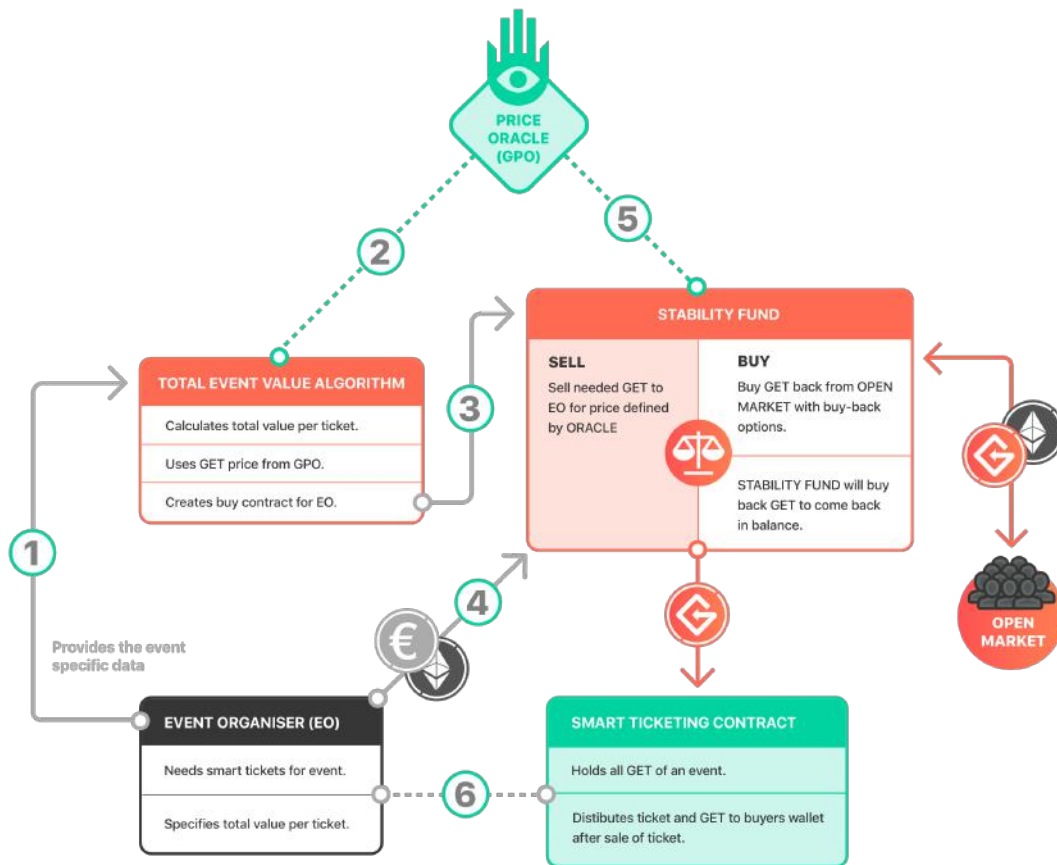 PRICE
ORACLE
(GPO)
2
5
STABILITY FUND
SELL
Sell needed GET to
EO for price defined
by ORACLE
BUY
Buy GET back from OPEN
MARKET with buy-back
options.
STABILITY FUND will buy
back GET to come back
in balance.
TOTAL EVENT VALUE ALGORITHM
Calculates total value per ticket.
Uses GET price from GPO.
Creates buy contract for EO.
3
1
4
€
OPEN
MARKET
Provides the event
specific data
EVENT ORGANISER (EO)
Needs smart tickets for event.
Specifies total value per ticket.
6
SMART TICKETING CONTRACT
Holds all GET of an event.
Distibutes ticket and GET to buyers wallet
after sale of ticket.